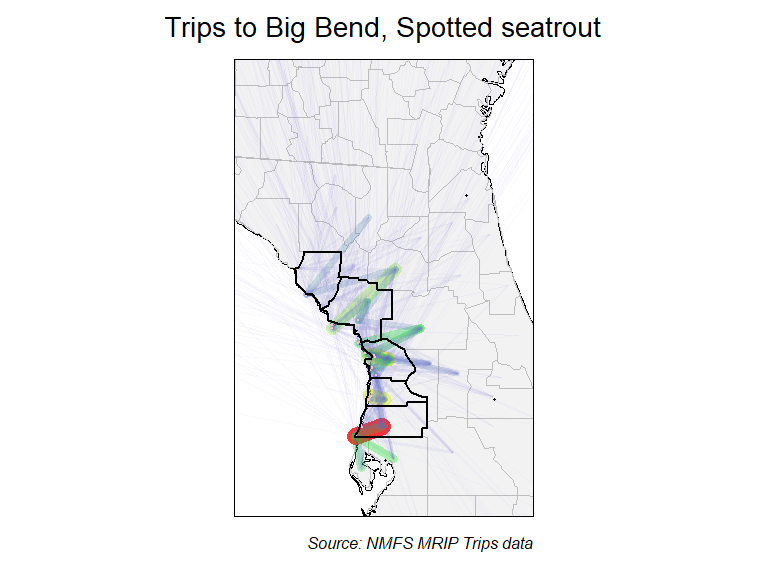 Trips to Big Bend, Spotted seatrout
Source: NMFS MRIP Trips data